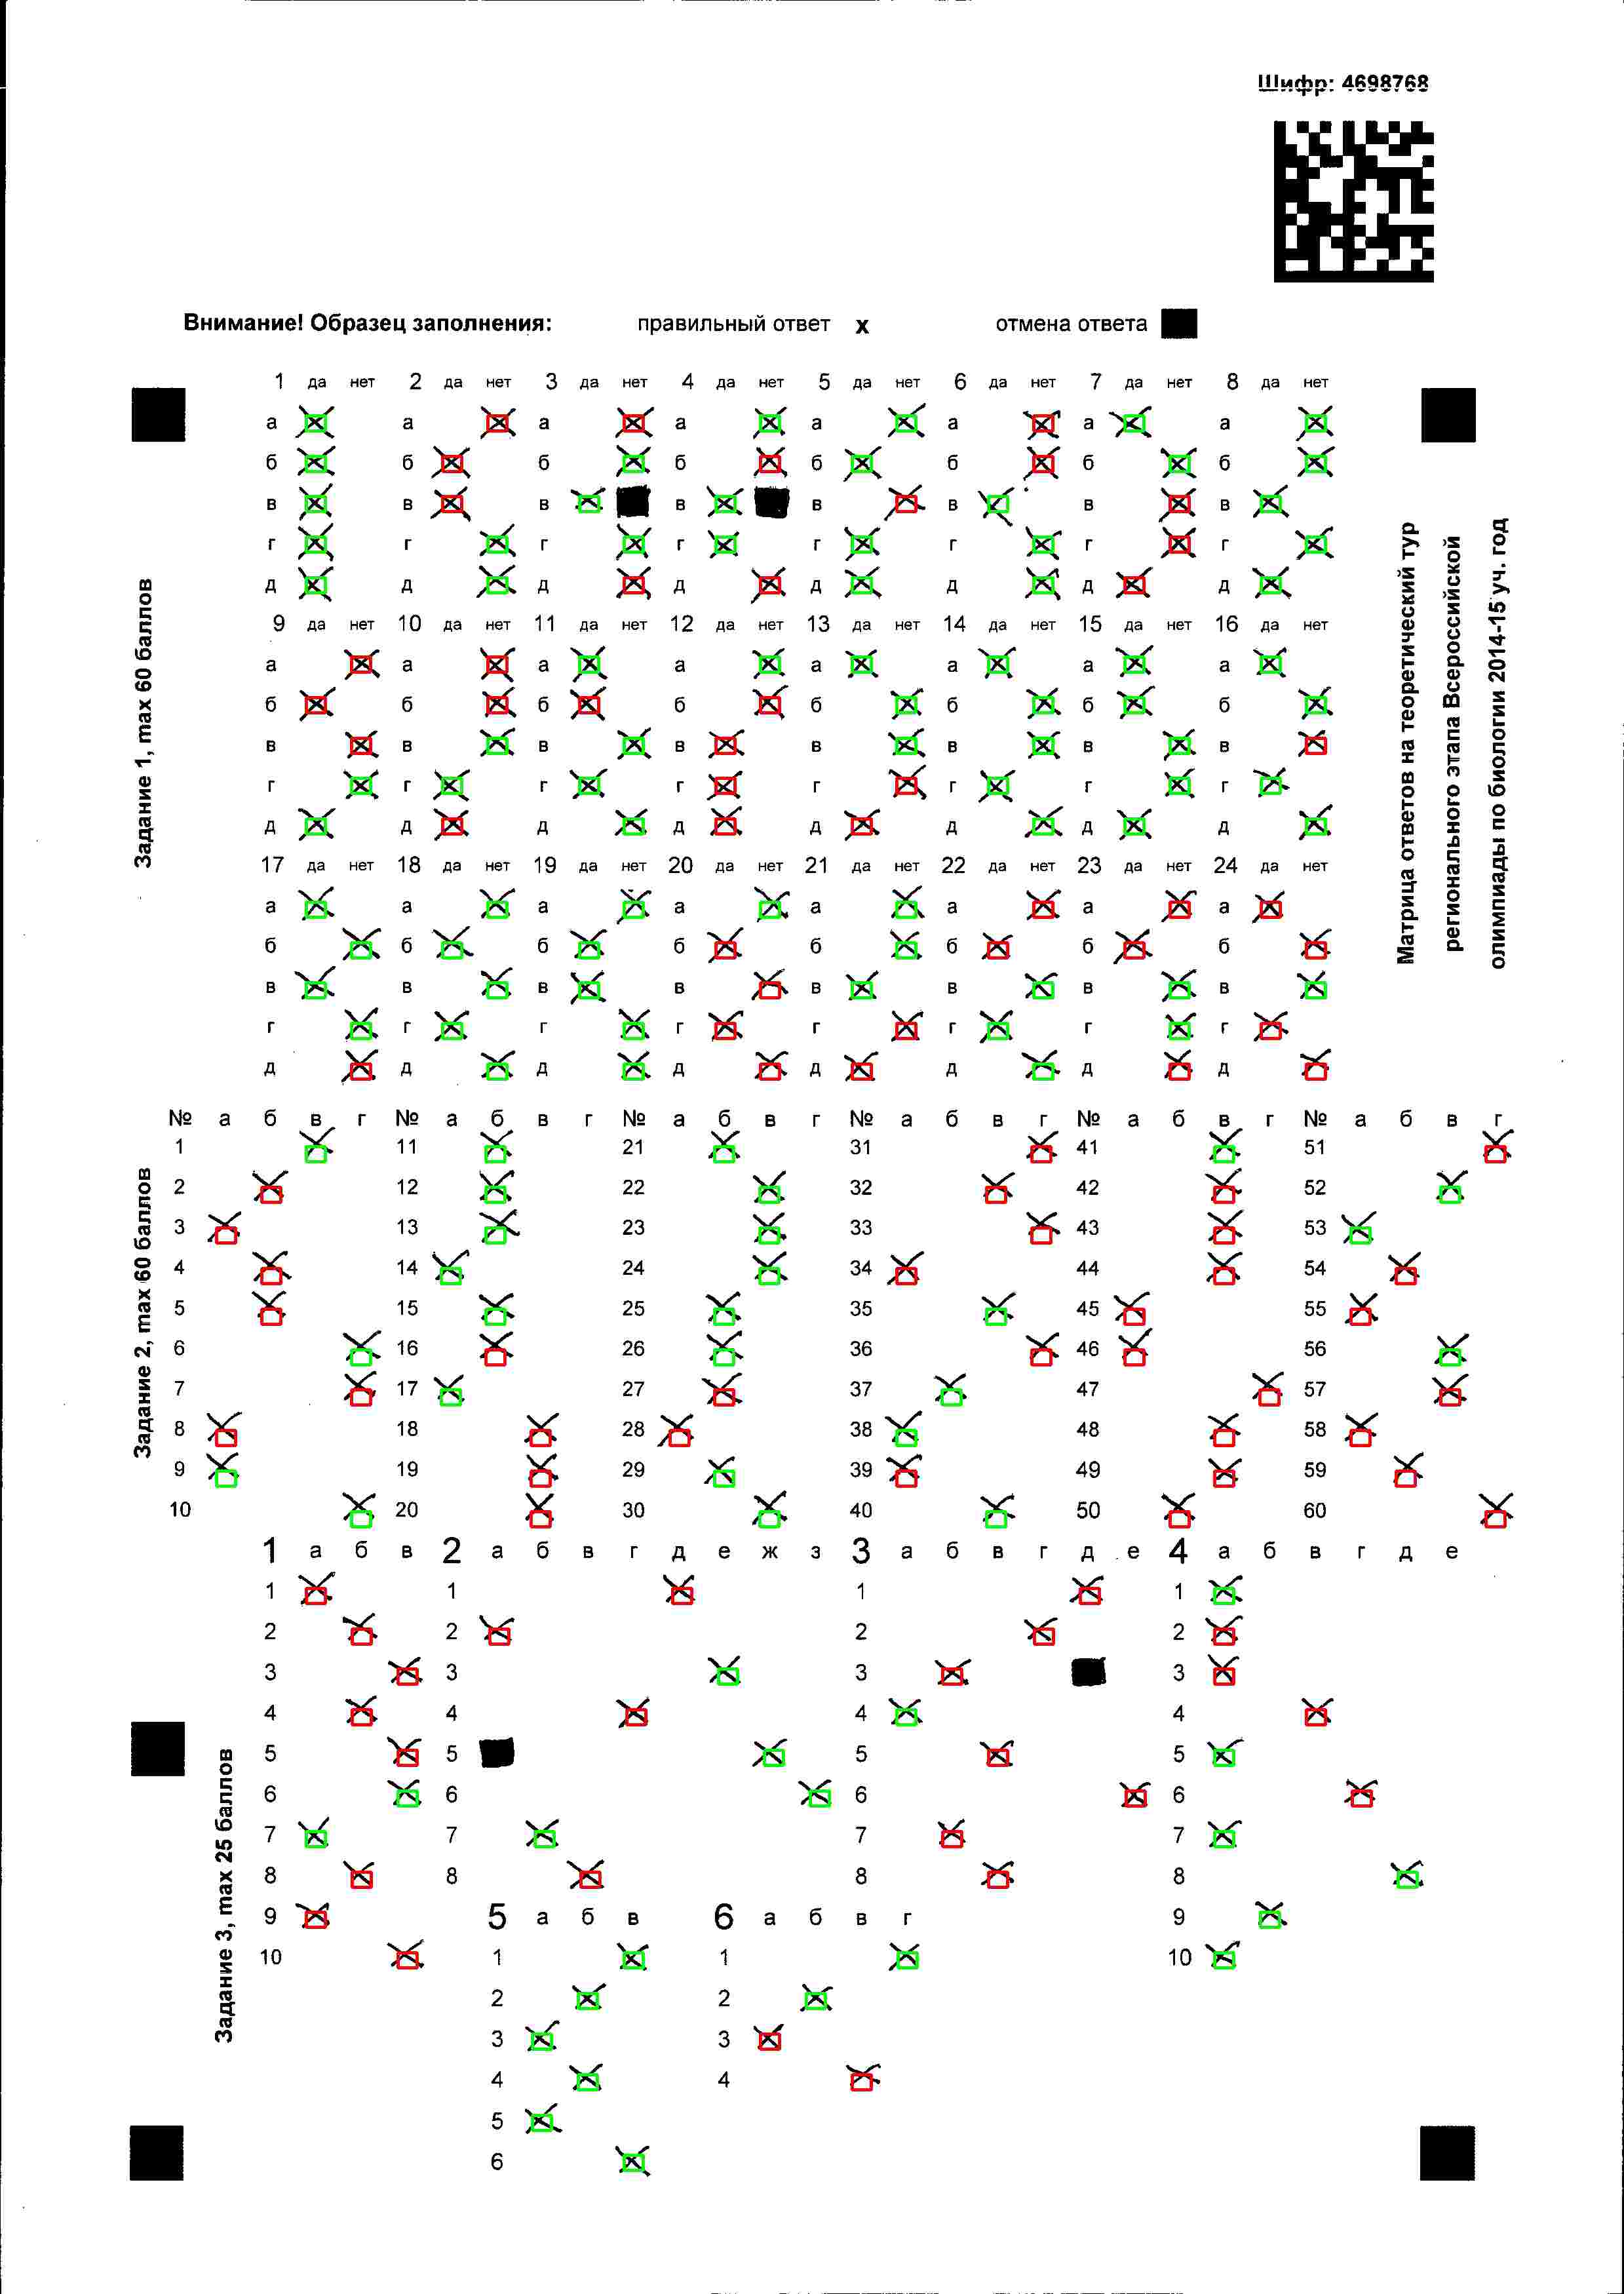 Шифр: 4698768
Внимание! Образец заполнения: правильный ответ х отмена ответа
1 да нет 2 да нет 3 да нет 4 да нет 5 да нет 6 да нет 7 да нет 8 да нет
а а а а а а а а
б б б б б б б б
в в в в в в в в
г г г г г г г г
д д д д д д д д
9 да нет 10 да нет 11 да нет 12 да нет 13 да нет 14 да нет 15 да нет 16 да нет
а а а а а а а а
б б б б б б б б
в в в в в в в в
г г г г г г г г
д д д д д д д д
17 да нет 18 да нет 19 да нет 20 да нет 21 да нет 22 да нет 23 да нет 24 да нет
а а а а а а а а
б б б б б б б б
в в в в в в в в
г г г г г г г г
д д д д д д д д
Задание 1, max 60 баллов
Матрица ответов на теоретический тур
регионального этапа Всероссийской
олимпиады по биологии 2014-15 уч. год
№ а б в г № а б в г № а б в г № а б в г № а б в г № а б в г
1 11 21 31 41 51
2 12 22 32 42 52
3 13 23 33 43 53
4 14 24 34 44 54
5 15 25 35 45 55
6 16 26 36 46 56
7 17 27 37 47 57
8 18 28 38 48 58
9 19 29 39 49 59
10 20 30 40 50 60
Задание 2, max 60 баллов
1 а б в 2 а б в г д е ж з 3 а б в г д е 4 а б в г д е
1 1 1 1
2 2 2 2
3 3 3 3
4 4 4 4
5 5 5 5
6 6 6 6
7 7 7 7
8 8 8 8
9 5 а б в 6 а б в г 9
10 1 1 10
2 2
3 3
4 4
5
6
Задание 3, max 25 баллов